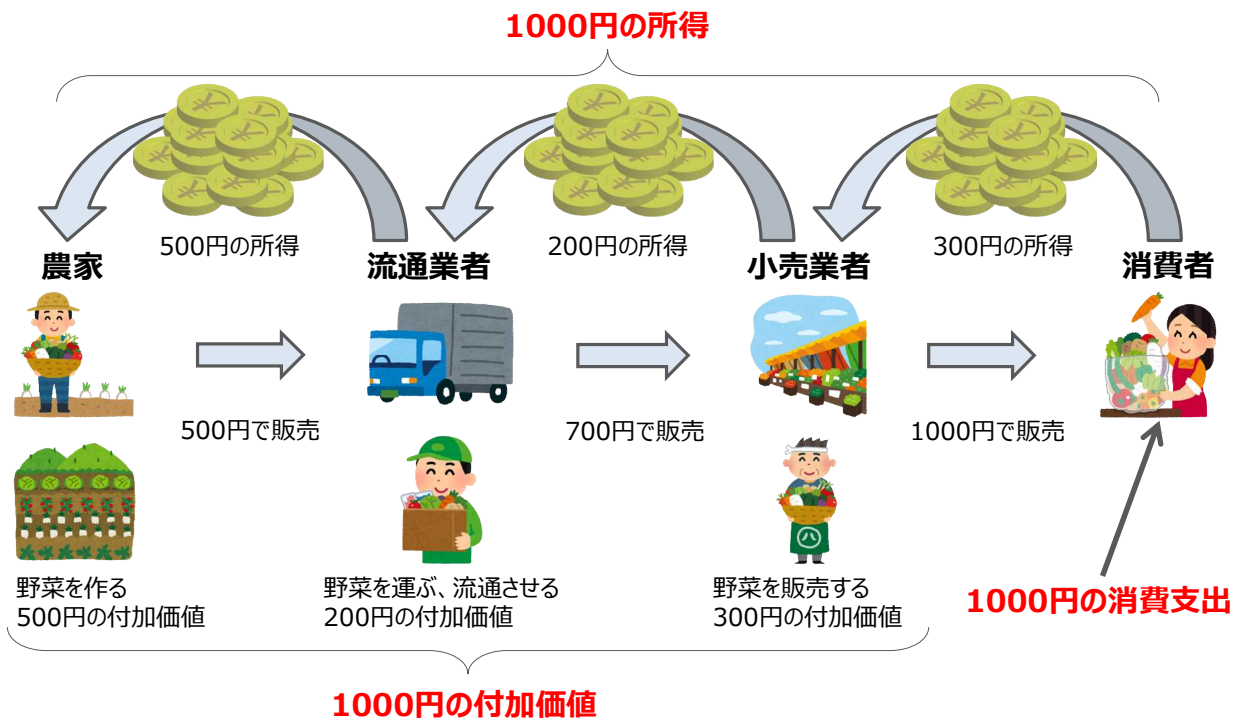 1000円の所得
500円の所得
200円の所得
300円の所得
農家
流通業者
小売業者
消費者
500円で販売
700円で販売
1000円で販売
野菜を作る
500円の付加価値
野菜を運ぶ、流通させる
200円の付加価値
野菜を販売する
300円の付加価値
1000円の消費支出
1000円の付加価値